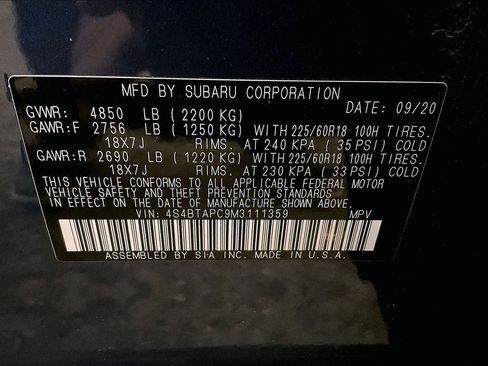 MFD BY SUBARU CORPORATION
GVWR: 4850 LB (2200 KG) DATE: 09/20
GAWR:F 2756 LB (1250 KG) WITH 225/60R18 100H TIRES.
18X7J RIMS. AT 240 KPA (35 PSI) COLD
GAWR:R 2690 LB (1220 KG) WITH 225/60R18 100H TIRES.
18X7J RIMS. AT 230 KPA (33 PSI) COLD
THIS VEHICLE CONFORMS TO ALL APPLICABLE FEDERAL MOTOR
VEHICLE SAFETY AND THEFT PREVENTION STANDARDS
IN EFFECT ON THE DATE OF MANUFACTURE SHOWN ABOVE.
VIN: 4S4BTAPC9M3111359 MPV
ASSEMBLED BY SIA INC. MADE IN U.S.A.